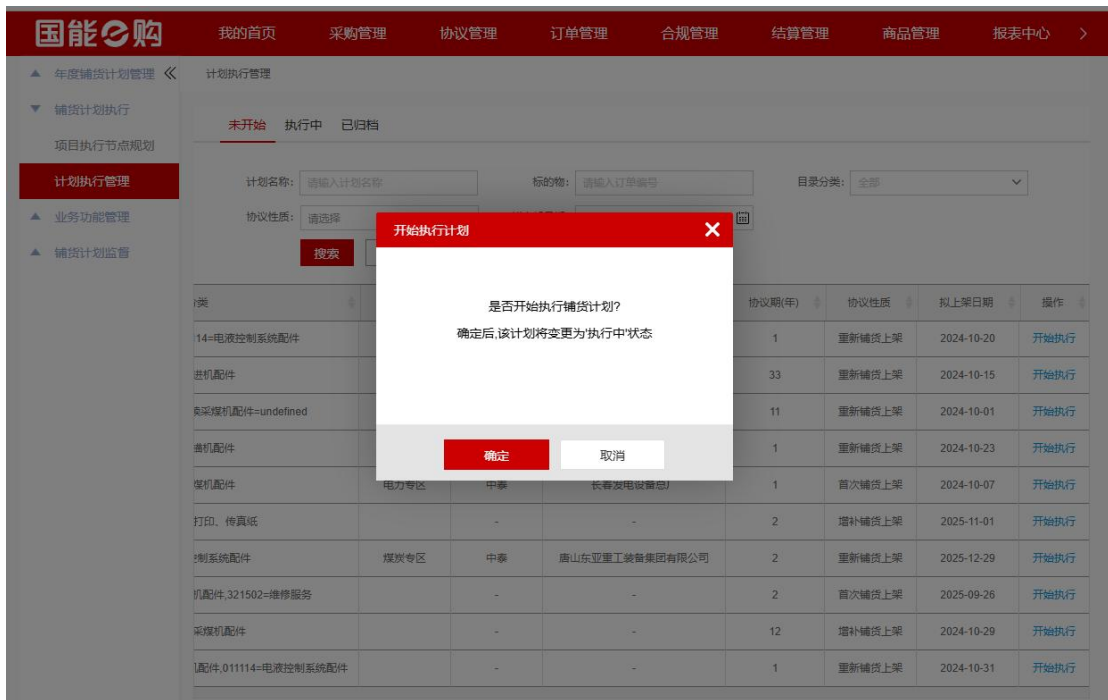 国能e购 我的首页 采购管理 协议管理 订单管理 合规管理 结算管理 商品管理 报表中心
年度铺货计划管理 计划执行管理
铺货计划执行
未开始 执行中 已归档
项目执行节点规划
计划执行管理
计划名称: 请输入计划名称 标的物: 请输入订单编号 目录分类: 全部
业务功能管理
协议性质: 请选择
铺货计划监督
搜索
开始执行计划
是否开始执行铺货计划?
确定后,该计划将变更为'执行中'状态
确定 取消
类 协议期(年) 协议性质 拟上架日期 操作
14=电液控制系统配件 1 重新铺货上架 2024-10-20 开始执行
进机配件 33 重新铺货上架 2024-10-15 开始执行
采煤机配件=undefined 11 重新铺货上架 2024-10-01 开始执行
机配件 1 重新铺货上架 2024-10-23 开始执行
煤机配件 电力专区 中泰 长春发电设备总厂 1 首次铺货上架 2024-10-07 开始执行
打印、传真纸 - - 2 增补铺货上架 2025-11-01 开始执行
控制系统配件 煤炭专区 中泰 唐山东亚重工装备集团有限公司 2 重新铺货上架 2025-12-29 开始执行
机配件,321502=维修服务 - - 2 首次铺货上架 2025-09-26 开始执行
采煤机配件 - - 12 增补铺货上架 2024-10-29 开始执行
配件,011114=电液控制系统配件 - - 1 重新铺货上架 2024-10-31 开始执行